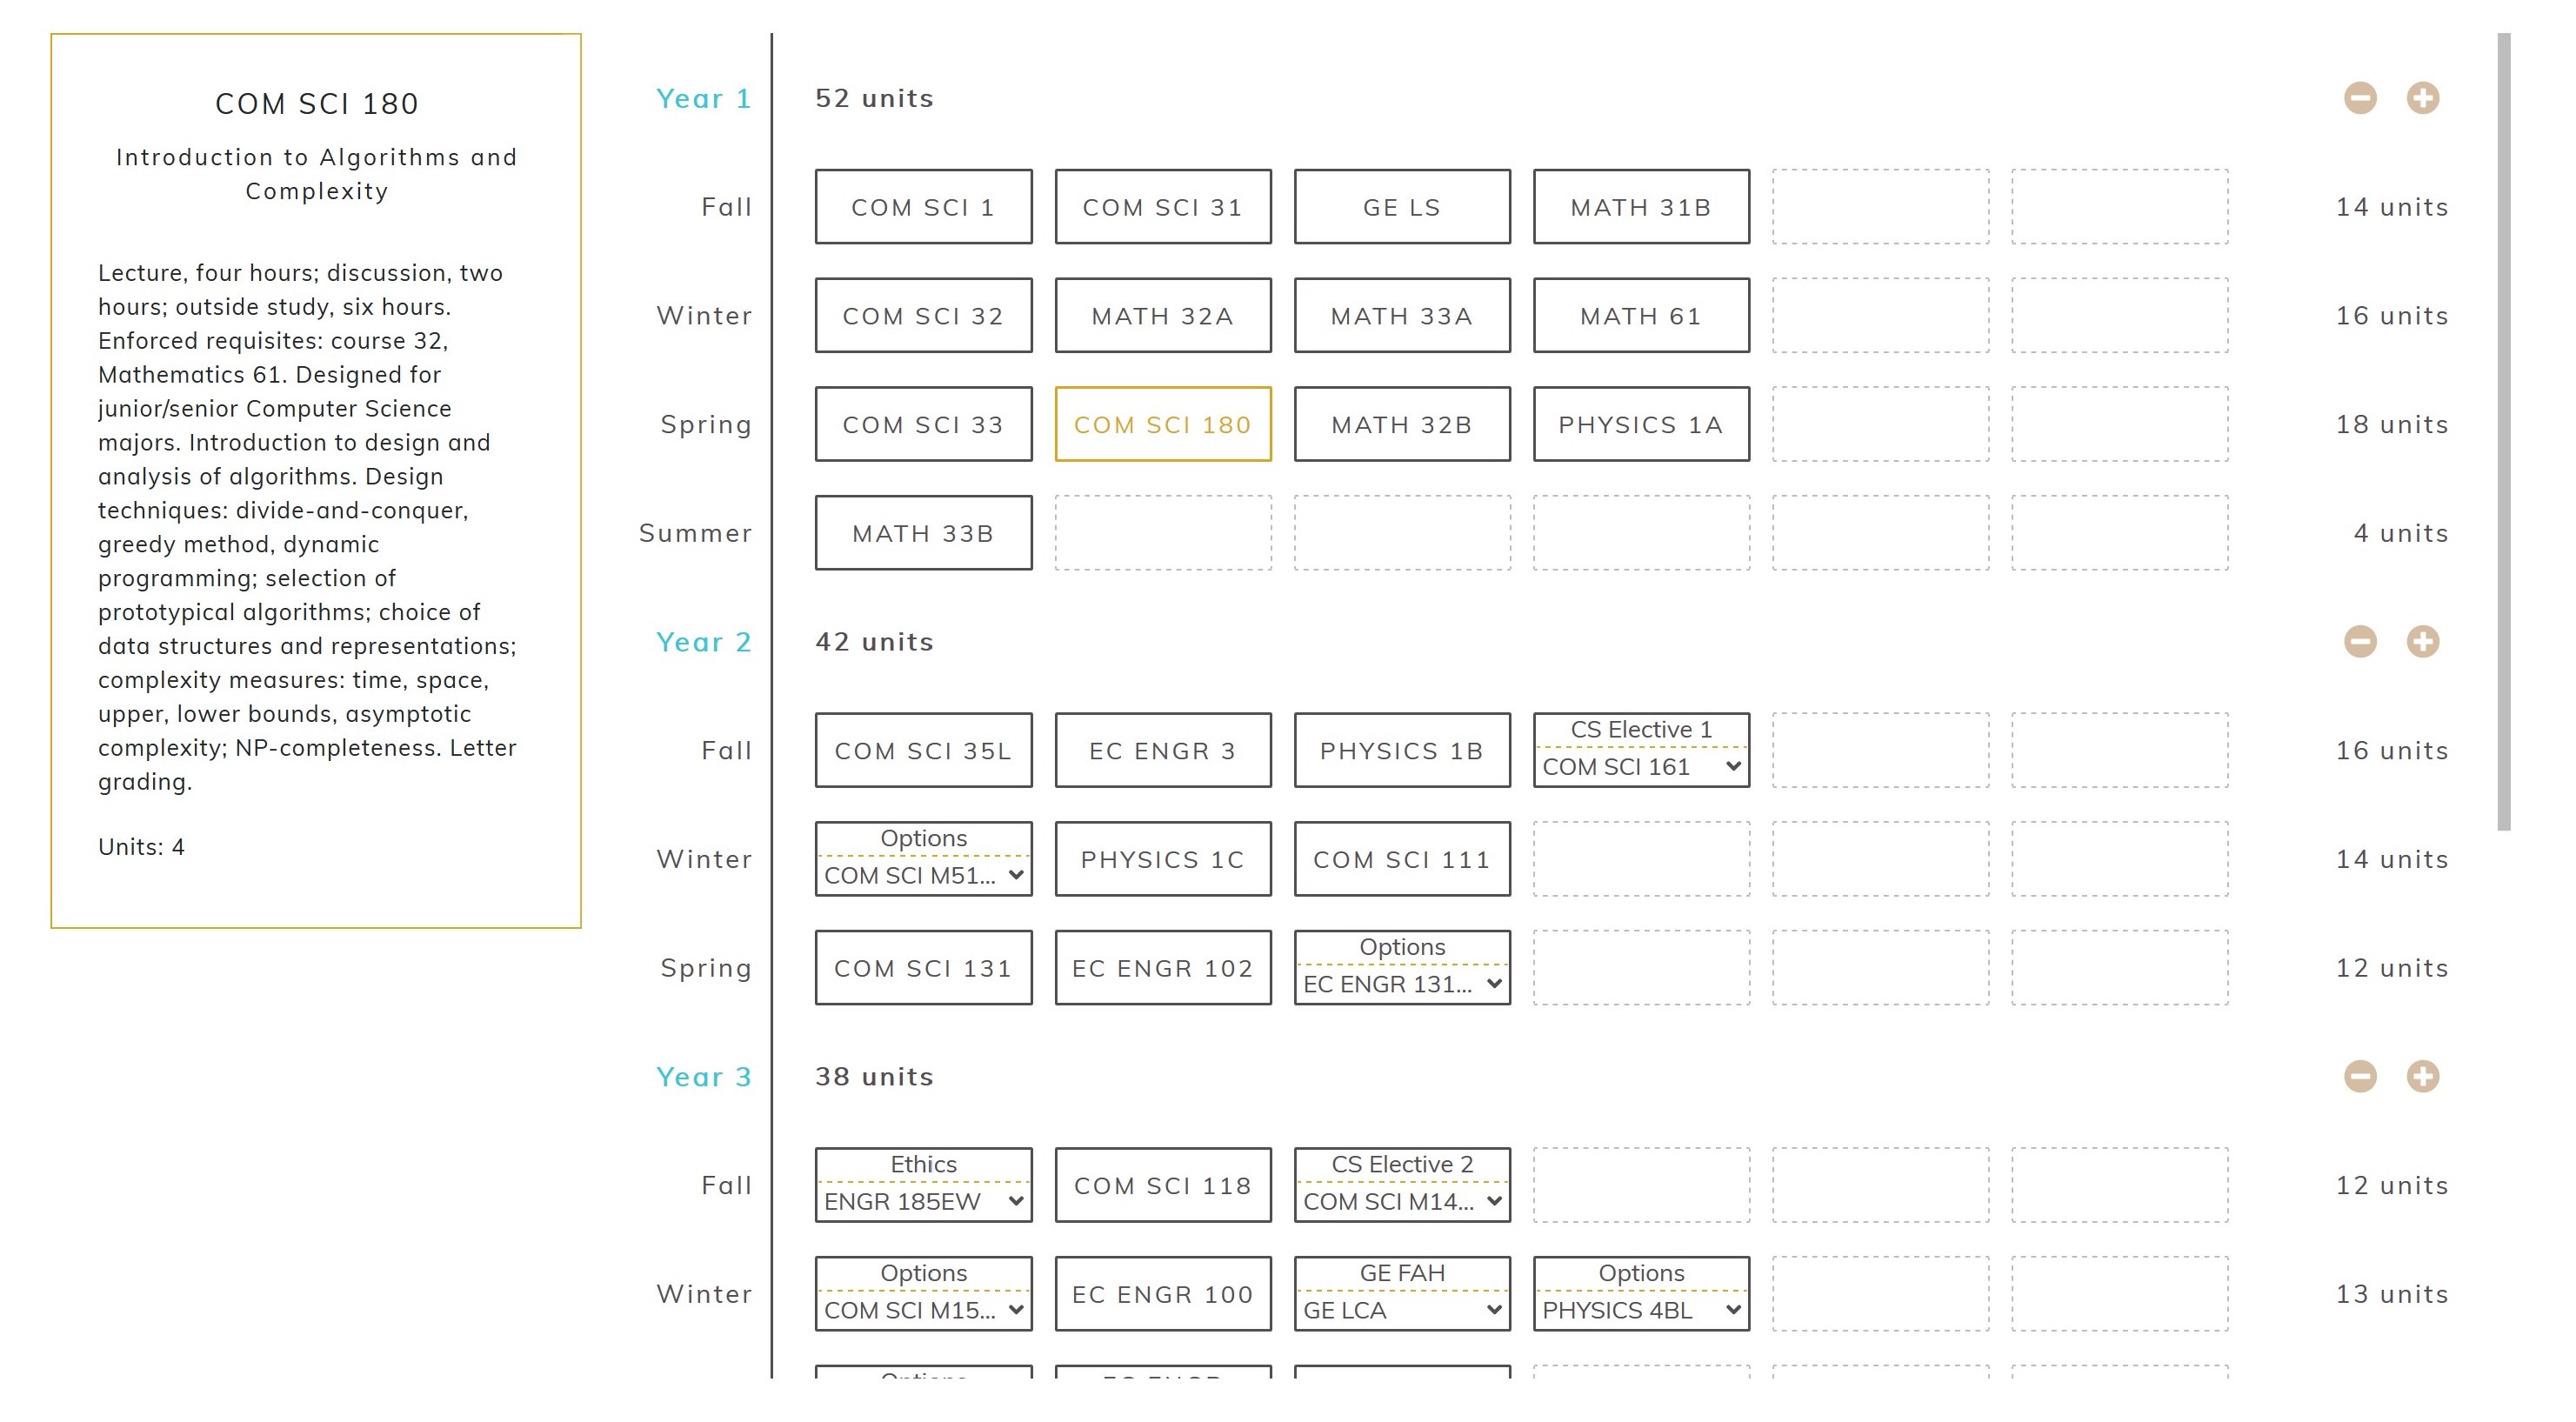 COM SCI 180
Introduction to Algorithms and
Complexity
Lecture, four hours; discussion, two
hours; outside study, six hours.
Enforced requisites: course 32,
Mathematics 61. Designed for
junior/senior Computer Science
majors. Introduction to design and
analysis of algorithms. Design
techniques: divide-and-conquer,
greedy method, dynamic
programming; selection of
prototypical algorithms; choice of
data structures and representations;
complexity measures: time, space,
upper, lower bounds, asymptotic
complexity; NP-completeness. Letter
grading.
Units: 4
Year 1 52 units
Fall COM SCI 1 COM SCI 31 GE LS MATH 31B 14 units
Winter COM SCI 32 MATH 32A MATH 33A MATH 61 16 units
Spring COM SCI 33 COM SCI 180 MATH 32B PHYSICS 1A 18 units
Summer MATH 33B 4 units
Year 2 42 units
CS Elective 1
Fall COM SCI 35L EC ENGR 3 PHYSICS 1B COM SCI 161 16 units
Options
Winter COM SCI M51... PHYSICS 1C COM SCI 111 14 units
Options
Spring COM SCI 131 EC ENGR 102 EC ENGR 131... 12 units
Year 3 38 units
Ethics CS Elective 2
Fall ENGR 185EW COM SCI 118 COM SCI M14... 12 units
Options GE FAH Options
Winter COM SCI M15... EC ENGR 100 GE LCA PHYSICS 4BL 13 units